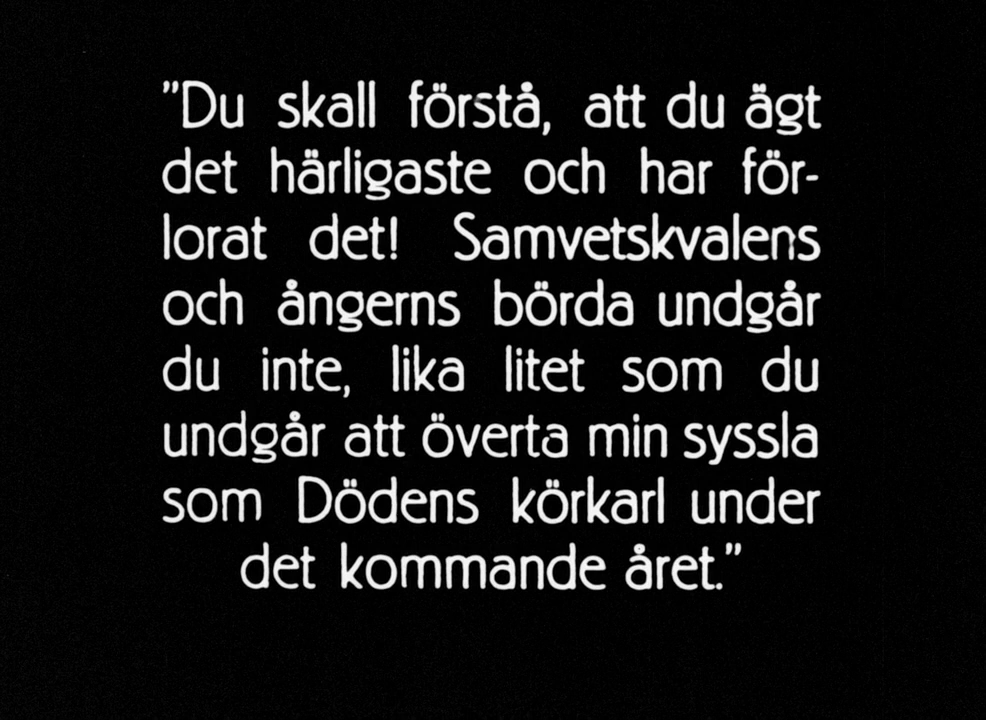 ”Du skall förstå, att du ägt
det härligaste och har för-
lorat det! Samvetskvalens
och ångerns börda undgår
du inte, lika litet som du
undgår att överta min syssla
som Dödens körkarl under
det kommande året.”